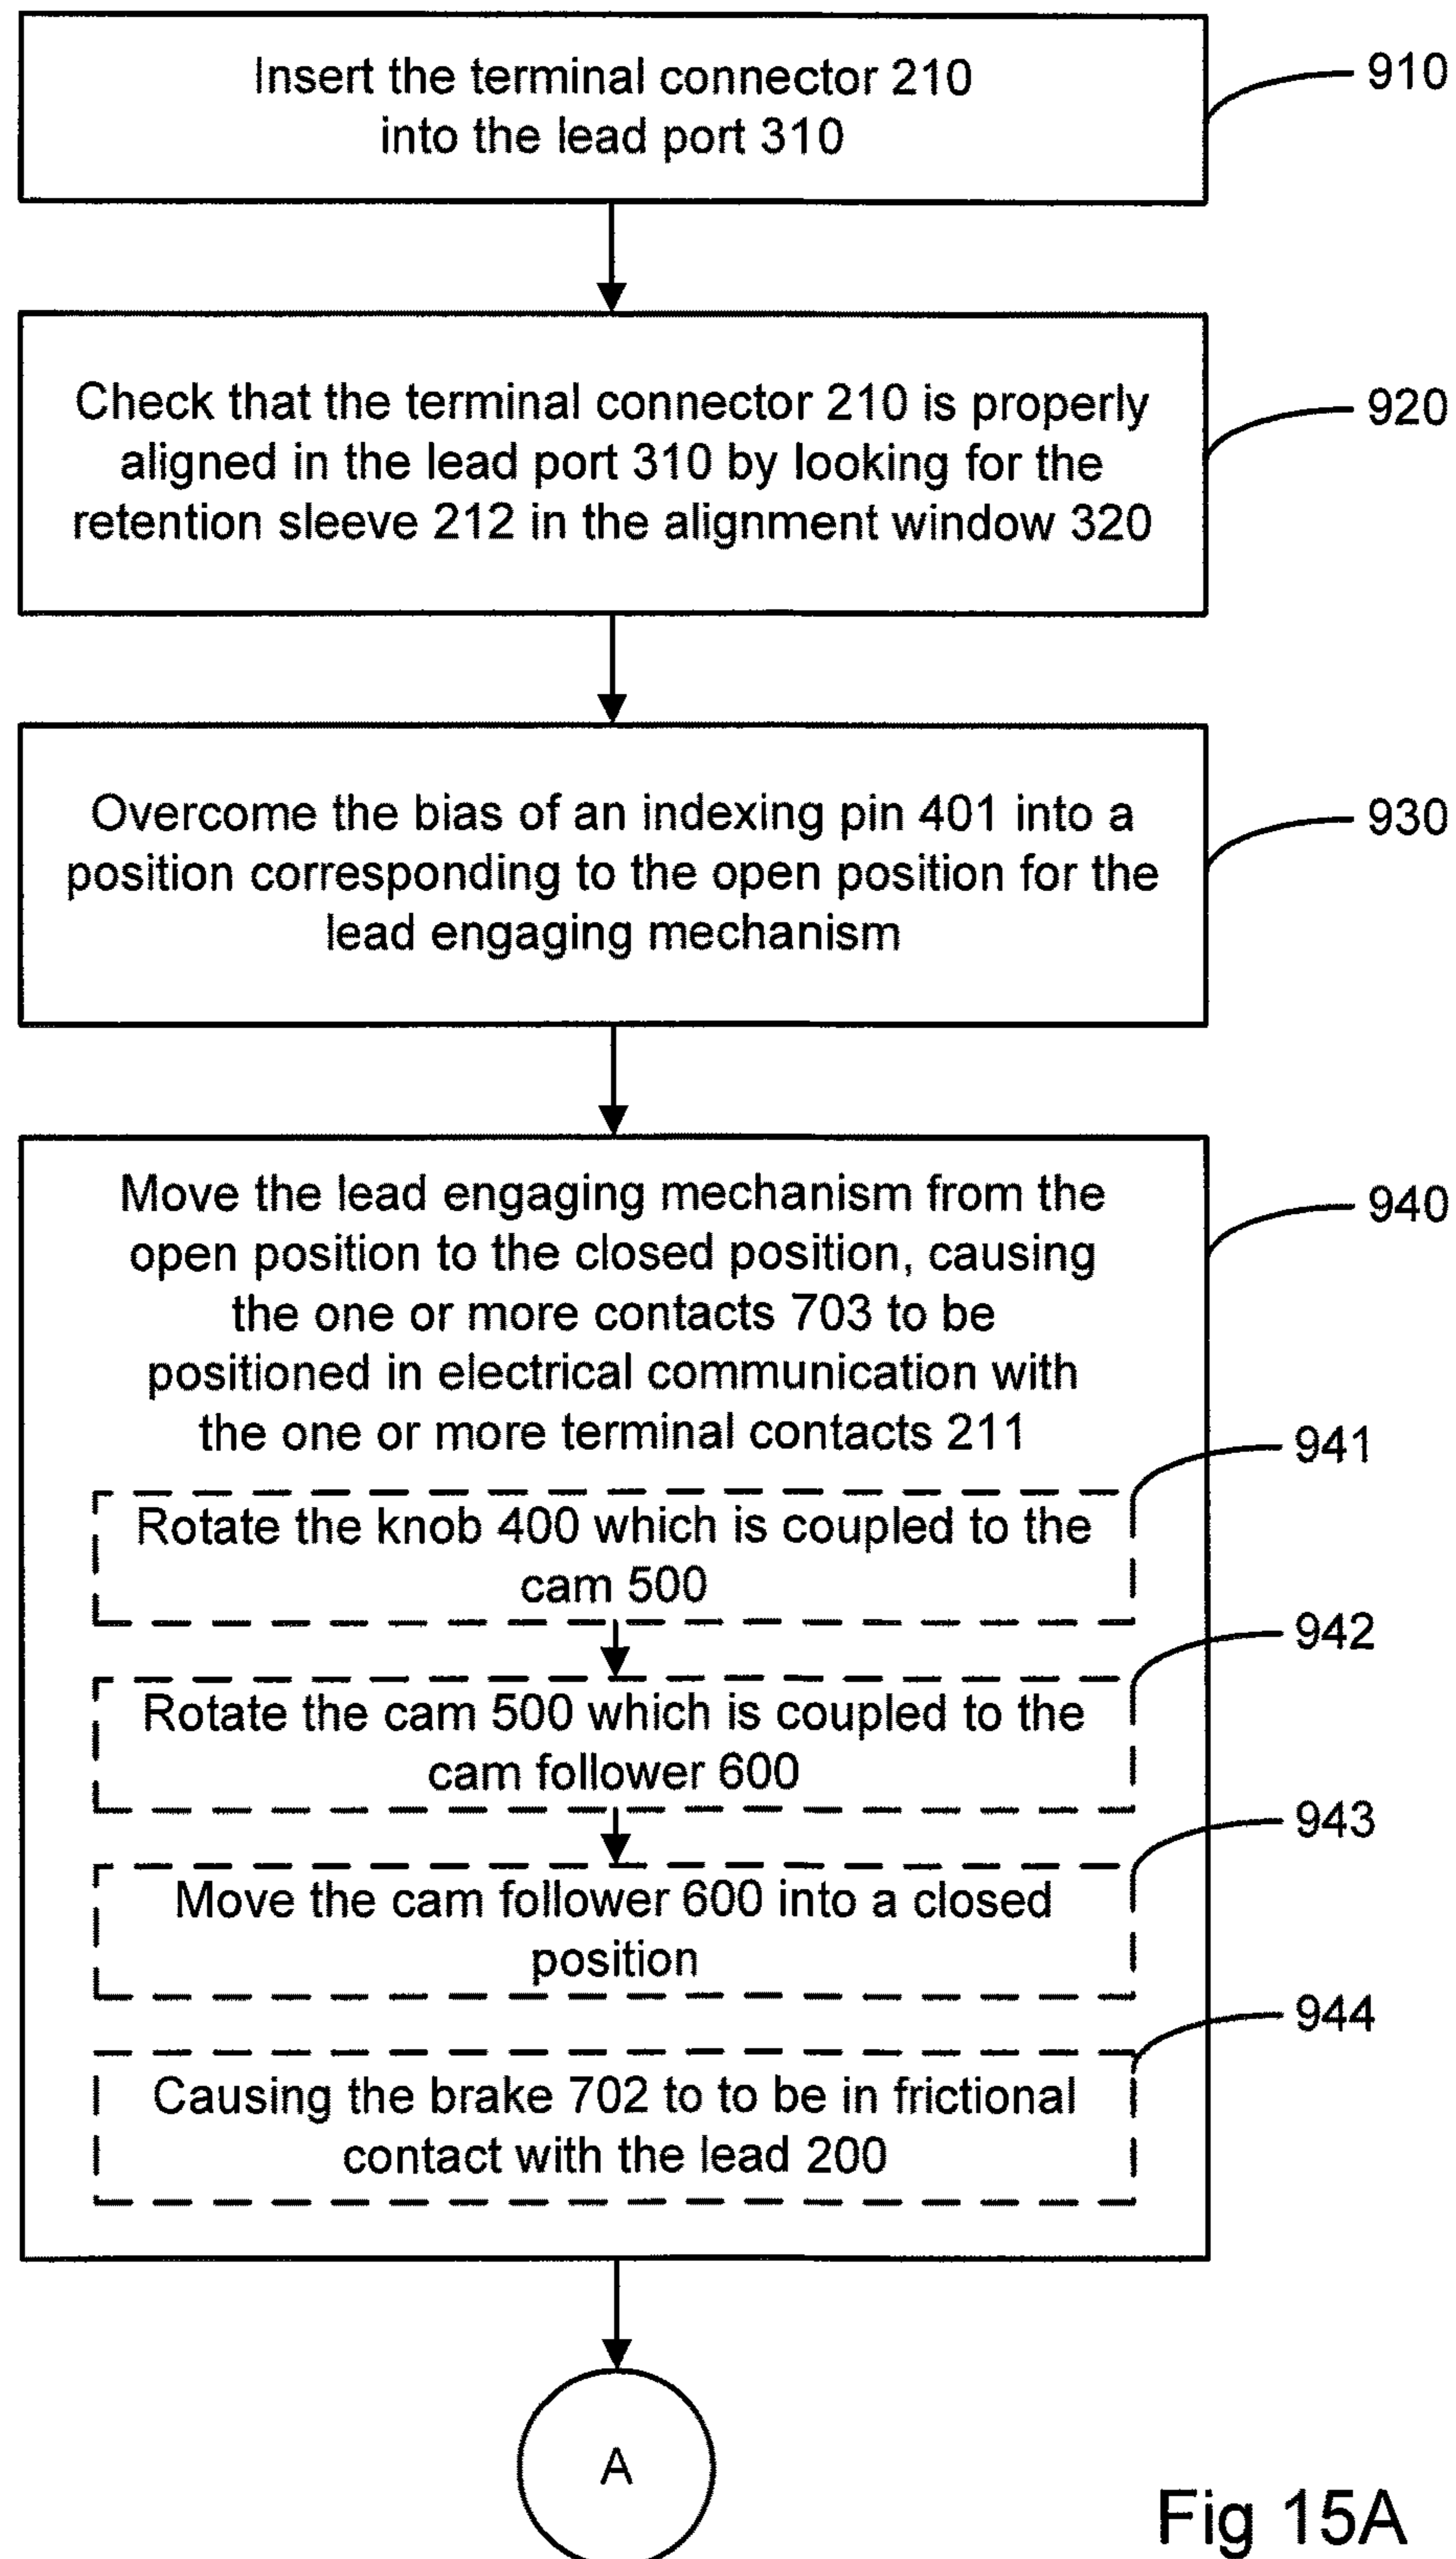 Insert the terminal connector 210
into the lead port 310
910
Check that the terminal connector 210 is properly
aligned in the lead port 310 by looking for the
retention sleeve 212 in the alignment window 320
920
Overcome the bias of an indexing pin 401 into a
position corresponding to the open position for the
lead engaging mechanism
930
Move the lead engaging mechanism from the
open position to the closed position, causing
the one or more contacts 703 to be
positioned in electrical communication with
the one or more terminal contacts 211
940
Rotate the knob 400 which is coupled to the
cam 500
941
Rotate the cam 500 which is coupled to the
cam follower 600
942
Move the cam follower 600 into a closed
position
943
Causing the brake 702 to to be in frictional
contact with the lead 200
944
A
Fig 15A